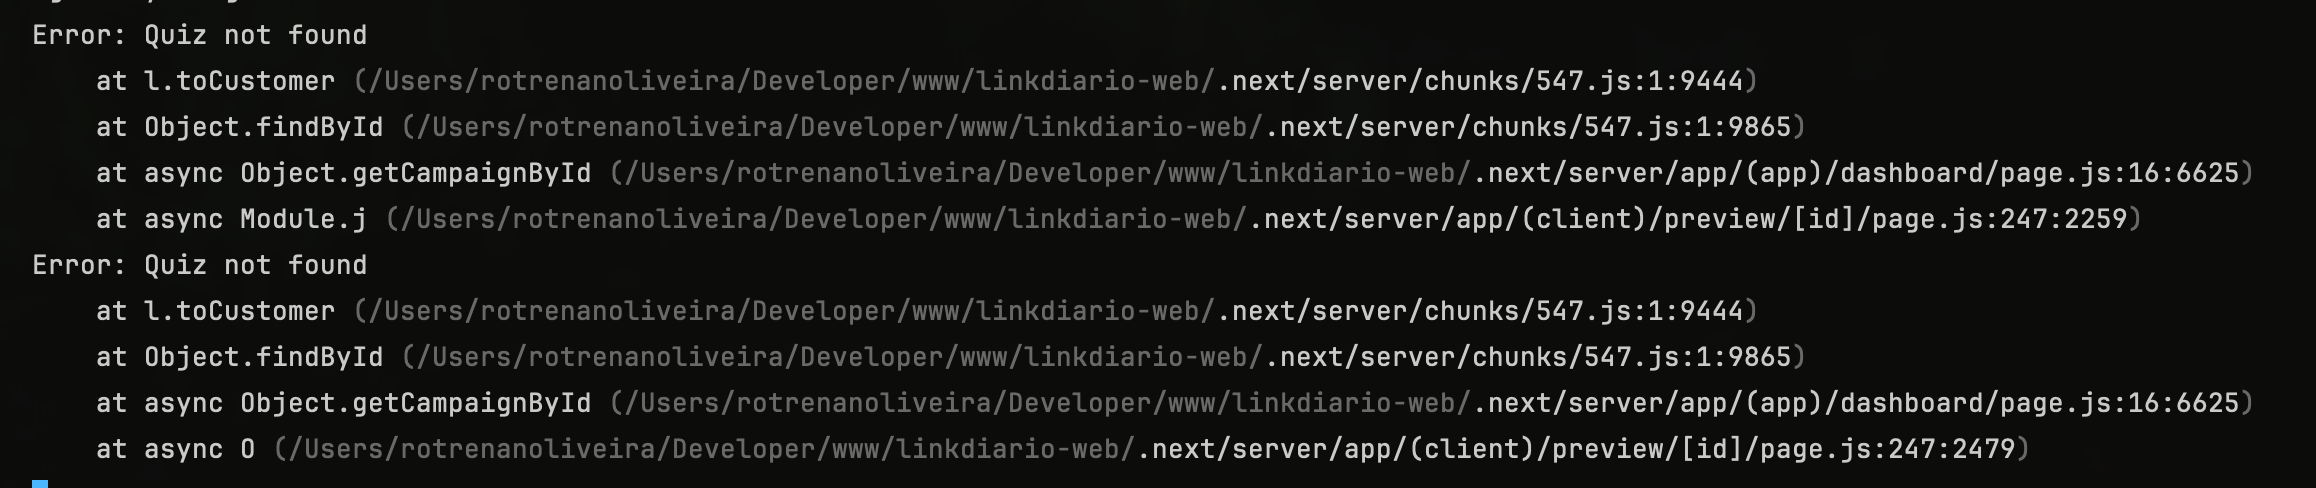 Error: Quiz not found
    at l.toCustomer (/Users/rotrenanoliveira/Developer/www/linkdiario-web/.next/server/chunks/547.js:1:9444)
    at Object.findById (/Users/rotrenanoliveira/Developer/www/linkdiario-web/.next/server/chunks/547.js:1:9865)
    at async Object.getCampaignById (/Users/rotrenanoliveira/Developer/www/linkdiario-web/.next/server/app/(app)/dashboard/page.js:16:6625)
    at async Module.j (/Users/rotrenanoliveira/Developer/www/linkdiario-web/.next/server/app/(client)/preview/[id]/page.js:247:2259)
Error: Quiz not found
    at l.toCustomer (/Users/rotrenanoliveira/Developer/www/linkdiario-web/.next/server/chunks/547.js:1:9444)
    at Object.findById (/Users/rotrenanoliveira/Developer/www/linkdiario-web/.next/server/chunks/547.js:1:9865)
    at async Object.getCampaignById (/Users/rotrenanoliveira/Developer/www/linkdiario-web/.next/server/app/(app)/dashboard/page.js:16:6625)
    at async O (/Users/rotrenanoliveira/Developer/www/linkdiario-web/.next/server/app/(client)/preview/[id]/page.js:247:2479)